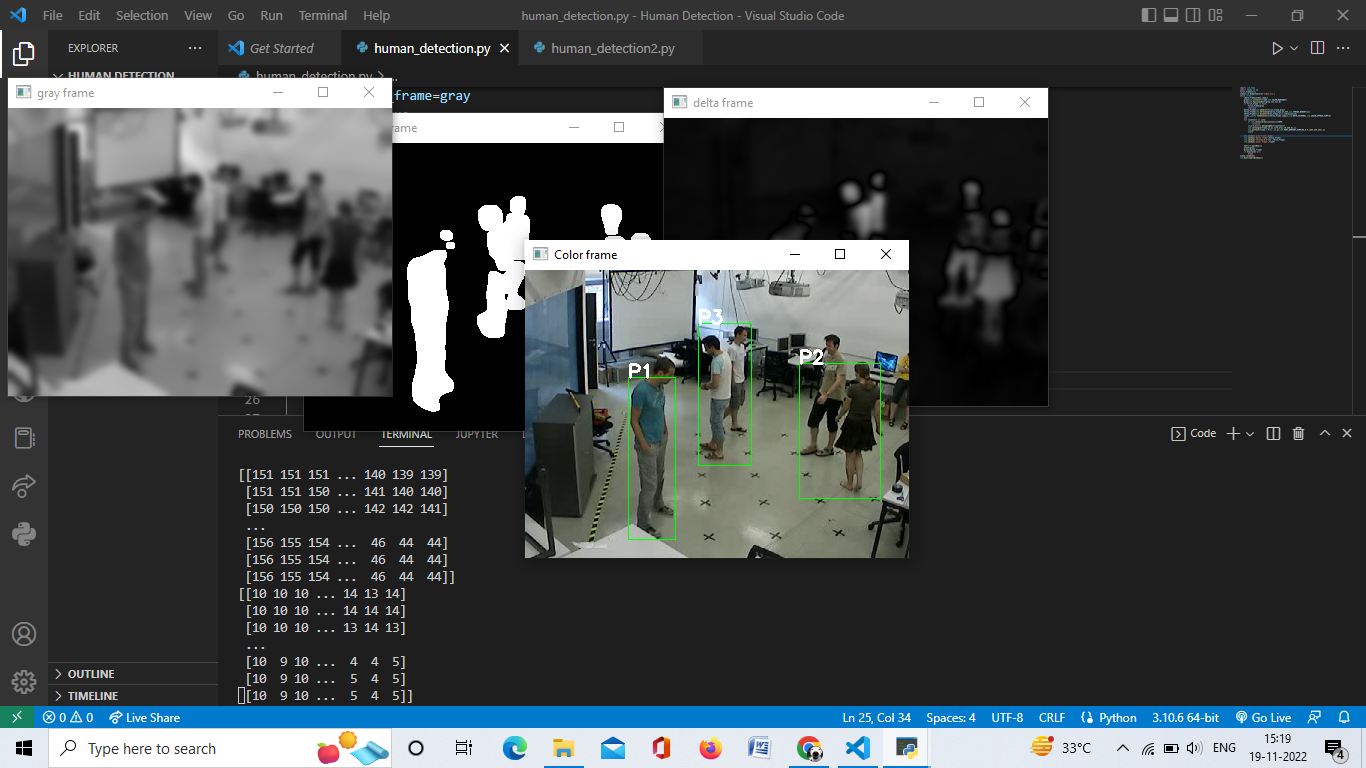 File Edit Selection View Go Run Terminal Help
human_detection.py - Human Detection - Visual Studio Code
EXPLORER
Get Started
human_detection.py
human_detection2.py
HUMAN DETECTION
human_detection.py > ...
gray frame
_frame=gray
rame
delta frame
Color frame
P3
P2
P1
26
PROBLEMS OUTPUT TERMINAL JUPYTER
Code
[[151 151 151 ... 140 139 139]
[151 151 150 ... 141 140 140]
[150 150 150 ... 142 142 141]
...
[156 155 154 ... 46 44 44]
[156 155 154 ... 46 44 44]
[156 155 154 ... 46 44 44]]
[[10 10 10 ... 14 13 14]
[10 10 10 ... 14 14 14]
[10 10 10 ... 13 14 13]
...
[10 9 10 ... 4 4 5]
[10 9 10 ... 5 4 5]
[10 9 10 ... 5 4 5]]
OUTLINE
TIMELINE
0 0 Live Share
Ln 25, Col 34 Spaces: 4 UTF-8 CRLF Python 3.10.6 64-bit Go Live
Type here to search
33°C
ENG
15:19
19-11-2022
4